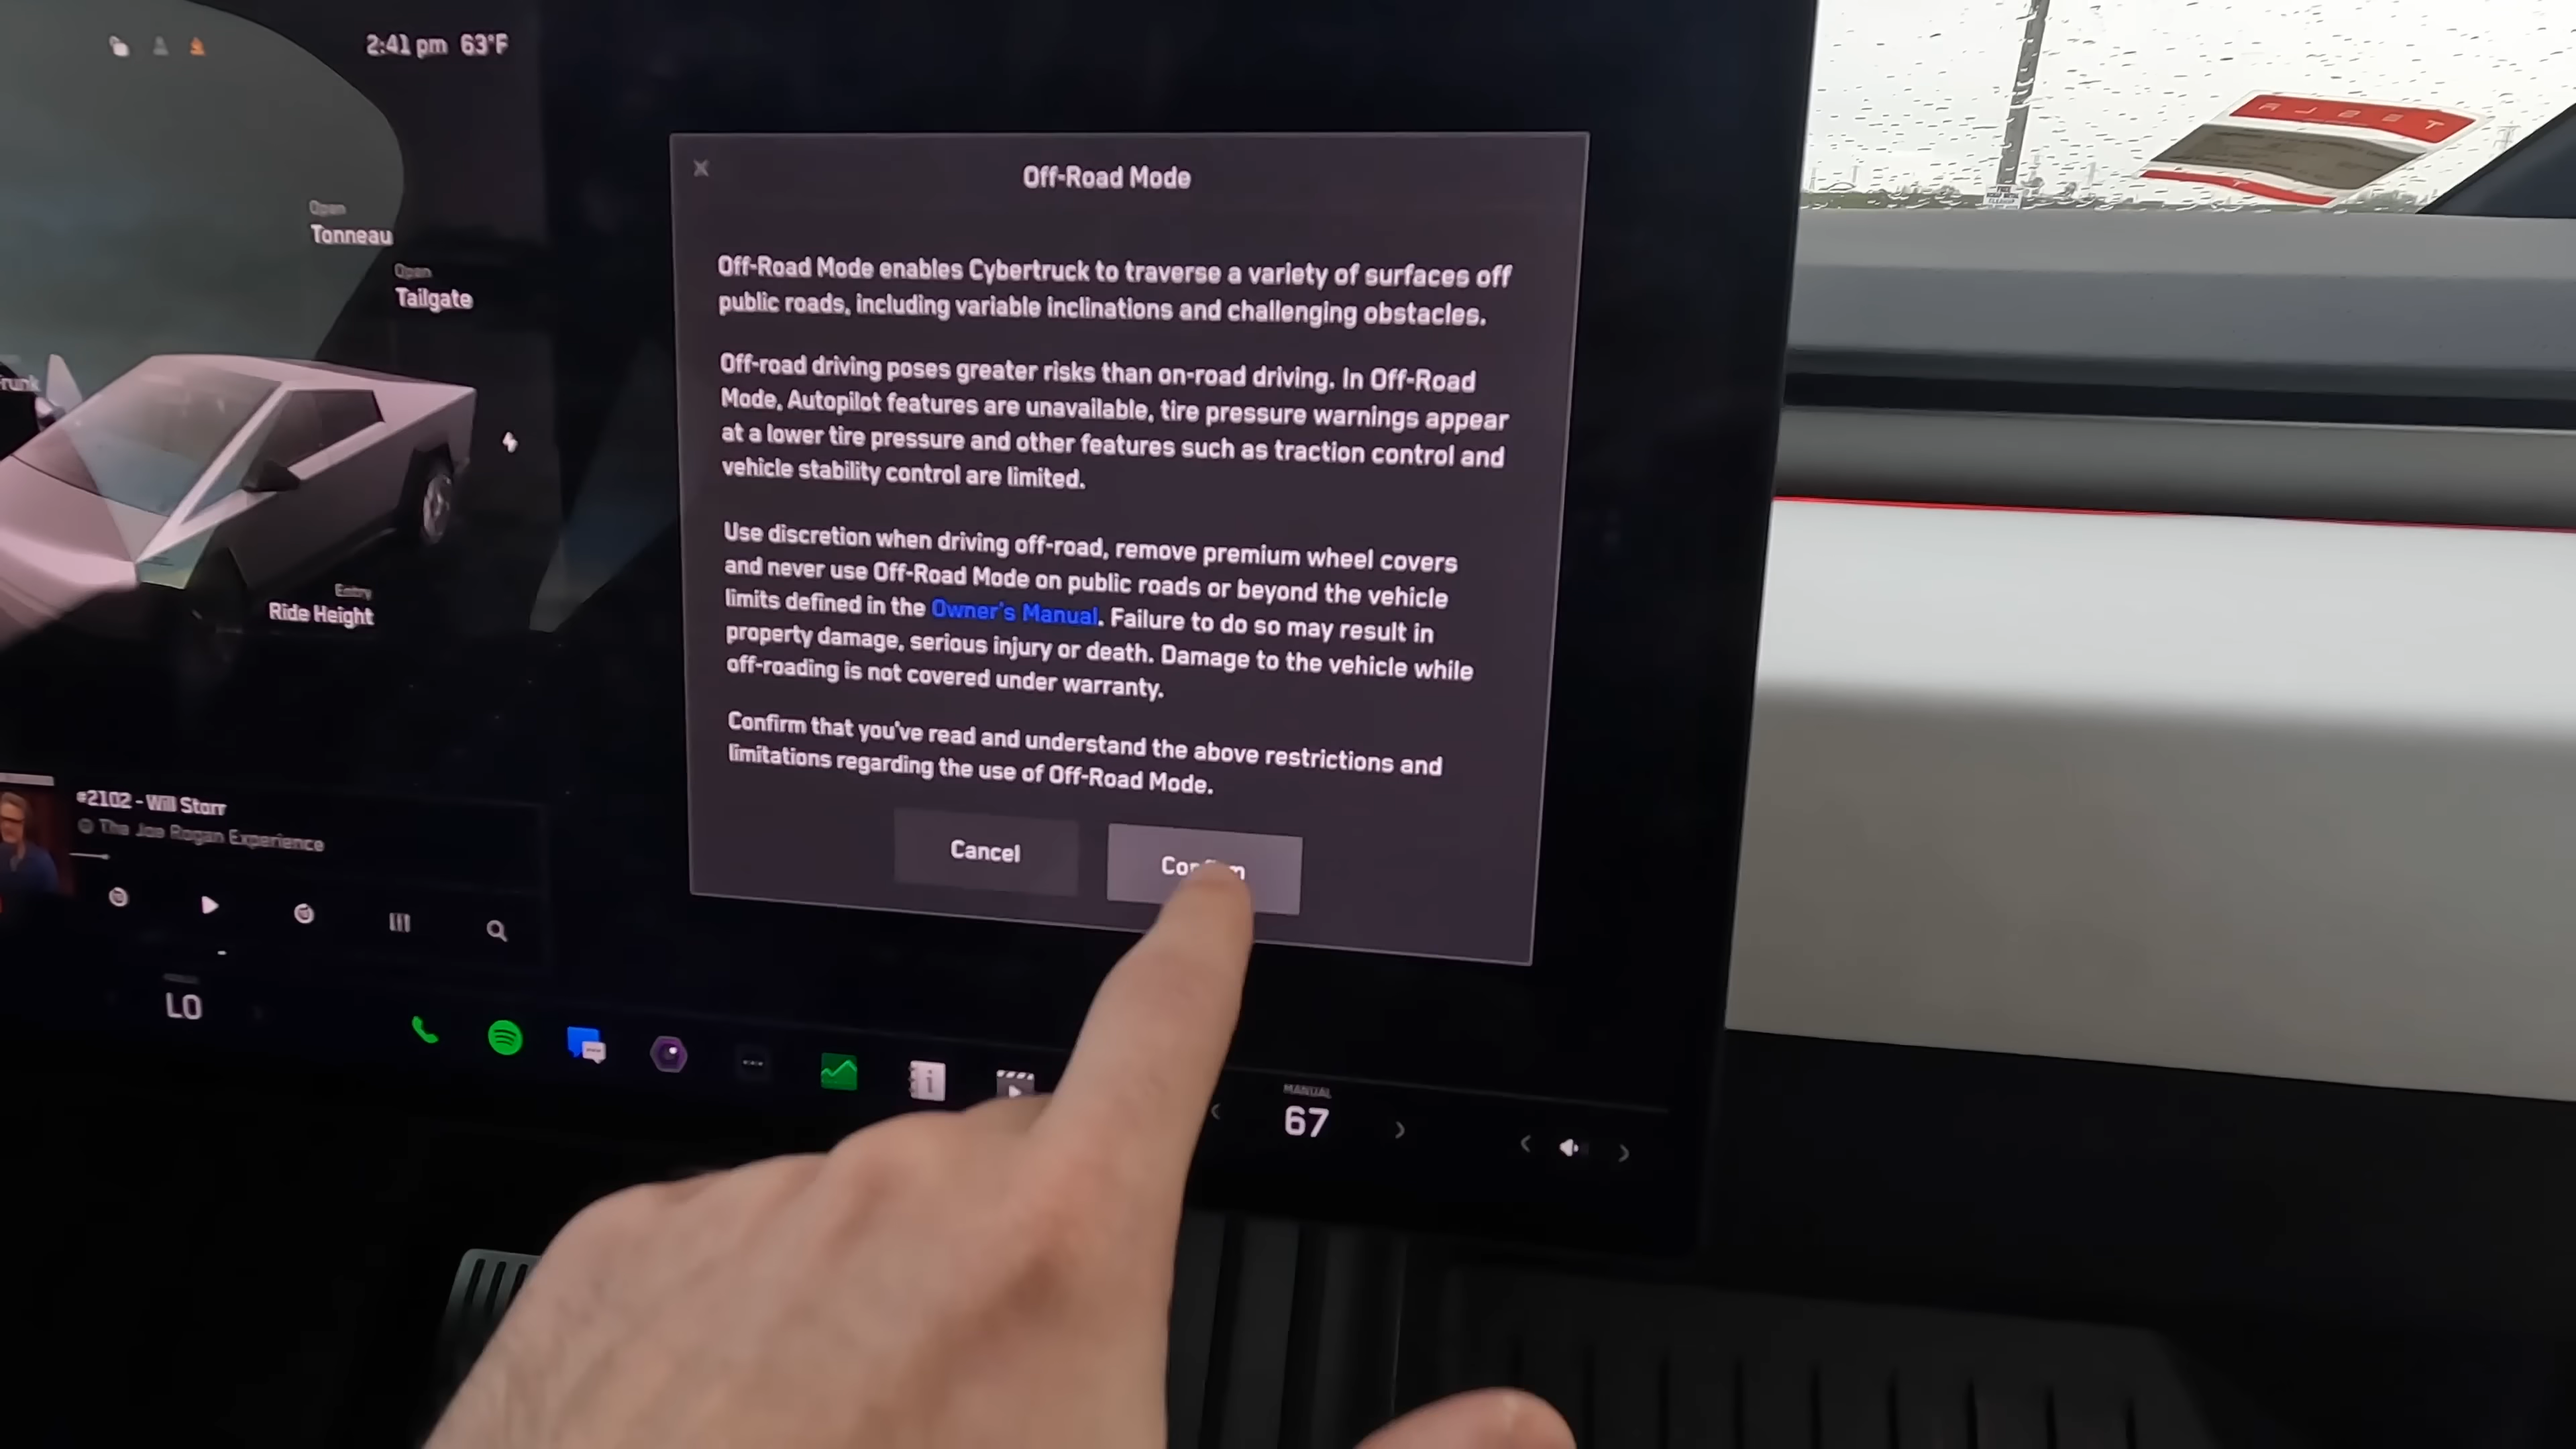 2:41 pm 63°F
Open
Tonneau
Open
Tailgate
Entry
Ride Height
#2102 - Will Storr
The Joe Rogan Experience
LO
Off-Road Mode
Off-Road Mode enables Cybertruck to traverse a variety of surfaces off
public roads, including variable inclinations and challenging obstacles.
Off-road driving poses greater risks than on-road driving. In Off-Road
Mode, Autopilot features are unavailable, tire pressure warnings appear
at a lower tire pressure and other features such as traction control and
vehicle stability control are limited.
Use discretion when driving off-road, remove premium wheel covers
and never use Off-Road Mode on public roads or beyond the vehicle
limits defined in the Owner's Manual. Failure to do so may result in
property damage, serious injury or death. Damage to the vehicle while
off-roading is not covered under warranty.
Confirm that you've read and understand the above restrictions and
limitations regarding the use of Off-Road Mode.
Cancel
MANUAL
67
TESLA